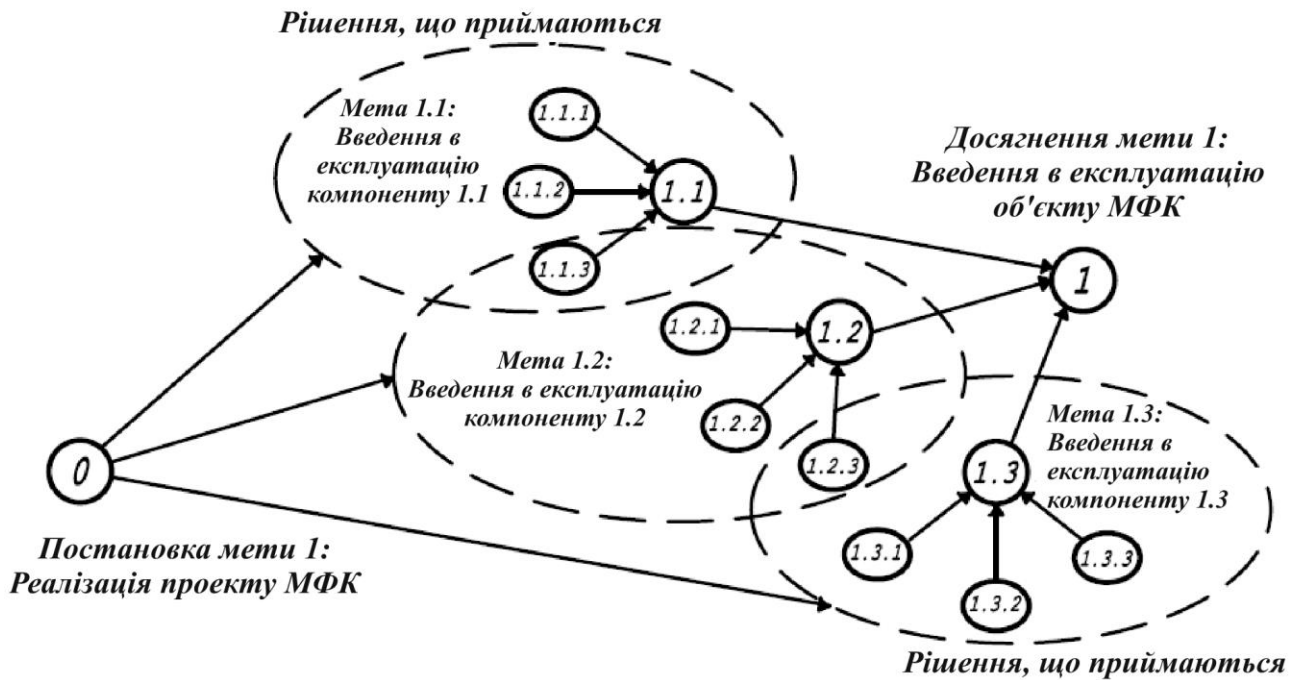 Рішення, що приймаються
Мета 1.1:
Введення в
експлуатацію
компоненту 1.1
1.1.1
1.1.2
1.1.3
1.1
Досягнення мети 1:
Введення в експлуатацію
об'єкту МФК
1
Мета 1.2:
Введення в експлуатацію
компоненту 1.2
1.2.1
1.2.2
1.2.3
1.2
0
Постановка мети 1:
Реалізація проекту МФК
Мета 1.3:
Введення в
експлуатацію
компоненту 1.3
1.3
1.3.1
1.3.2
1.3.3
Рішення, що приймаються